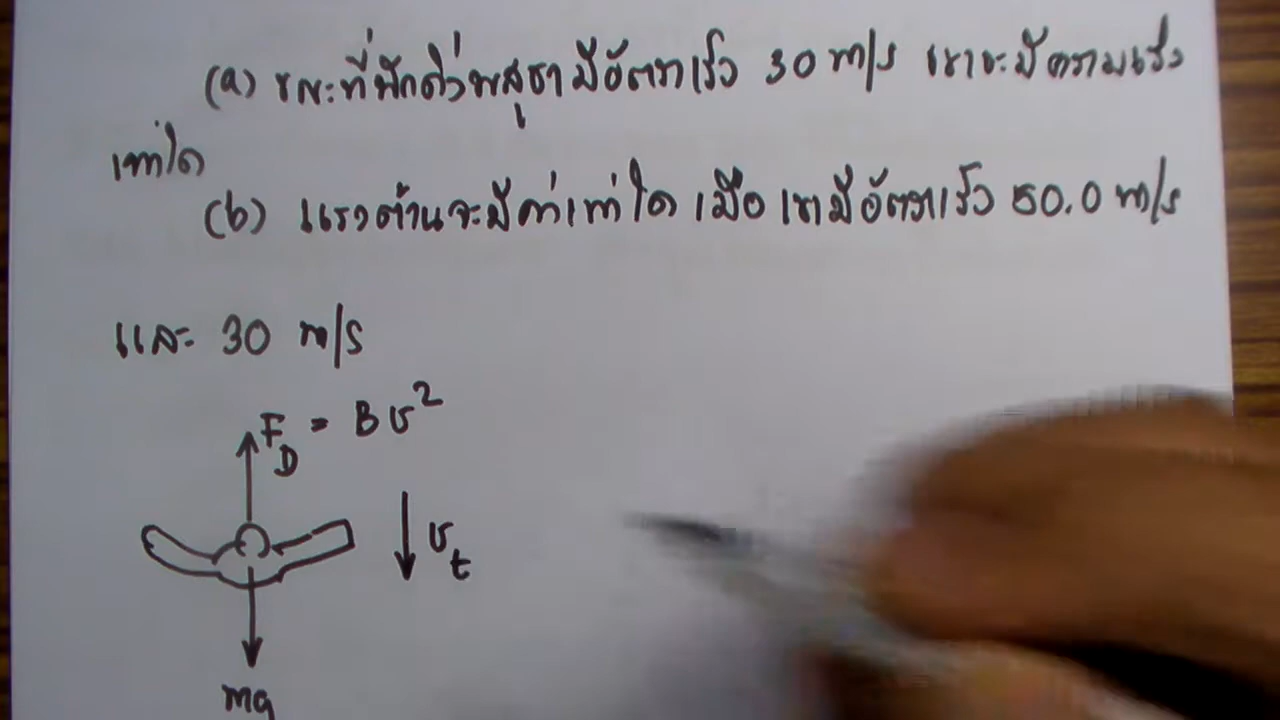 (a) ขณะที่นักดิ่งพสุธามีอัตราเร็ว 30 m/s เขาจะมีความเร่ง
เท่าใด
(b) แรงต้านจะมีค่าเท่าใด เมื่อ เขามีอัตราเร็ว 50.0 m/s
และ 30 m/s
F_D = Bv²
v_t
mg